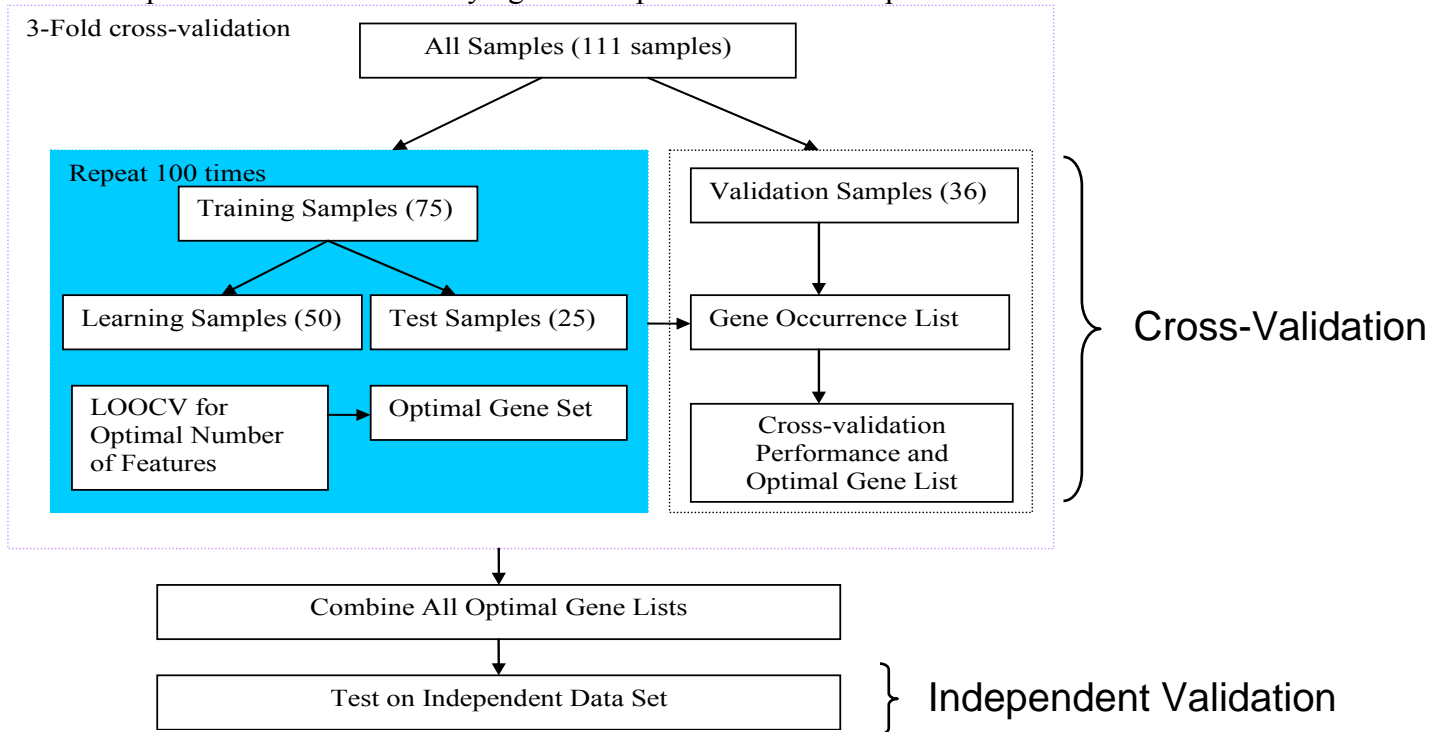 3-Fold cross-validation
All Samples (111 samples)
Repeat 100 times
Training Samples (75)
Validation Samples (36)
Learning Samples (50)
Test Samples (25)
Gene Occurrence List
LOOCV for
Optimal Number
of Features
Optimal Gene Set
Cross-validation
Performance and
Optimal Gene List
Cross-Validation
Combine All Optimal Gene Lists
Test on Independent Data Set
Independent Validation